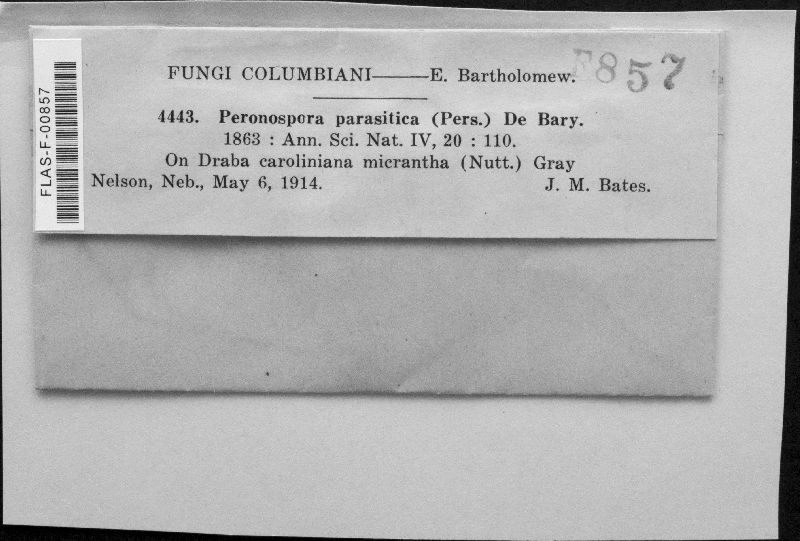 FUNGI COLUMBIANI——E. Bartholomew.
F857
4443. Peronospora parasitica (Pers.) De Bary.
1863 : Ann. Sci. Nat. IV, 20 : 110.
On Draba caroliniana micrantha (Nutt.) Gray
Nelson, Neb., May 6, 1914. J. M. Bates.
FLAS-F-00857